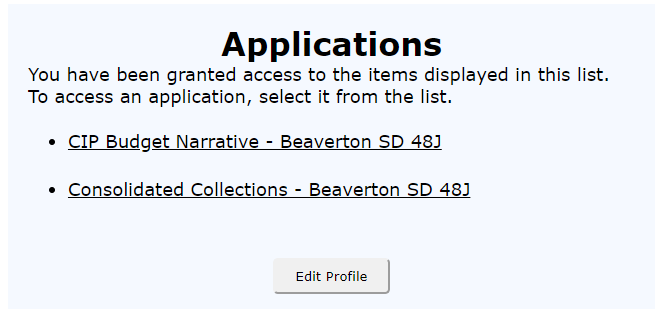 Applications
You have been granted access to the items displayed in this list.
To access an application, select it from the list.
CIP Budget Narrative - Beaverton SD 48J
Consolidated Collections - Beaverton SD 48J
Edit Profile